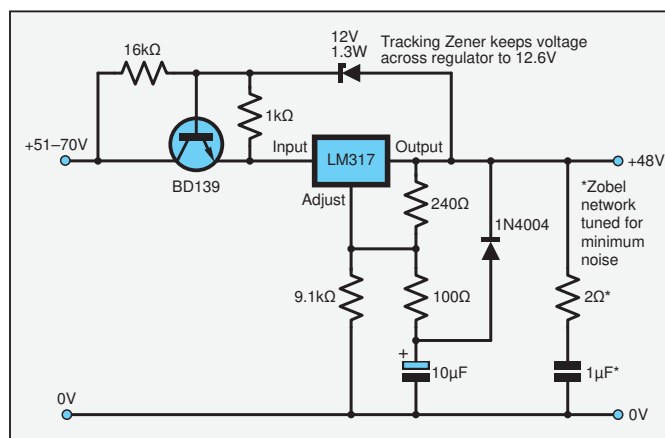 16kΩ
12V
1.3W
Tracking Zener keeps voltage
across regulator to 12.6V
1kΩ
+51–70V
BD139
Input
LM317
Output
Adjust
+48V
240Ω
1N4004
*Zobel
network
tuned for
minimum
noise
9.1kΩ
100Ω
2Ω*
+
10µF
1µF*
0V
0V